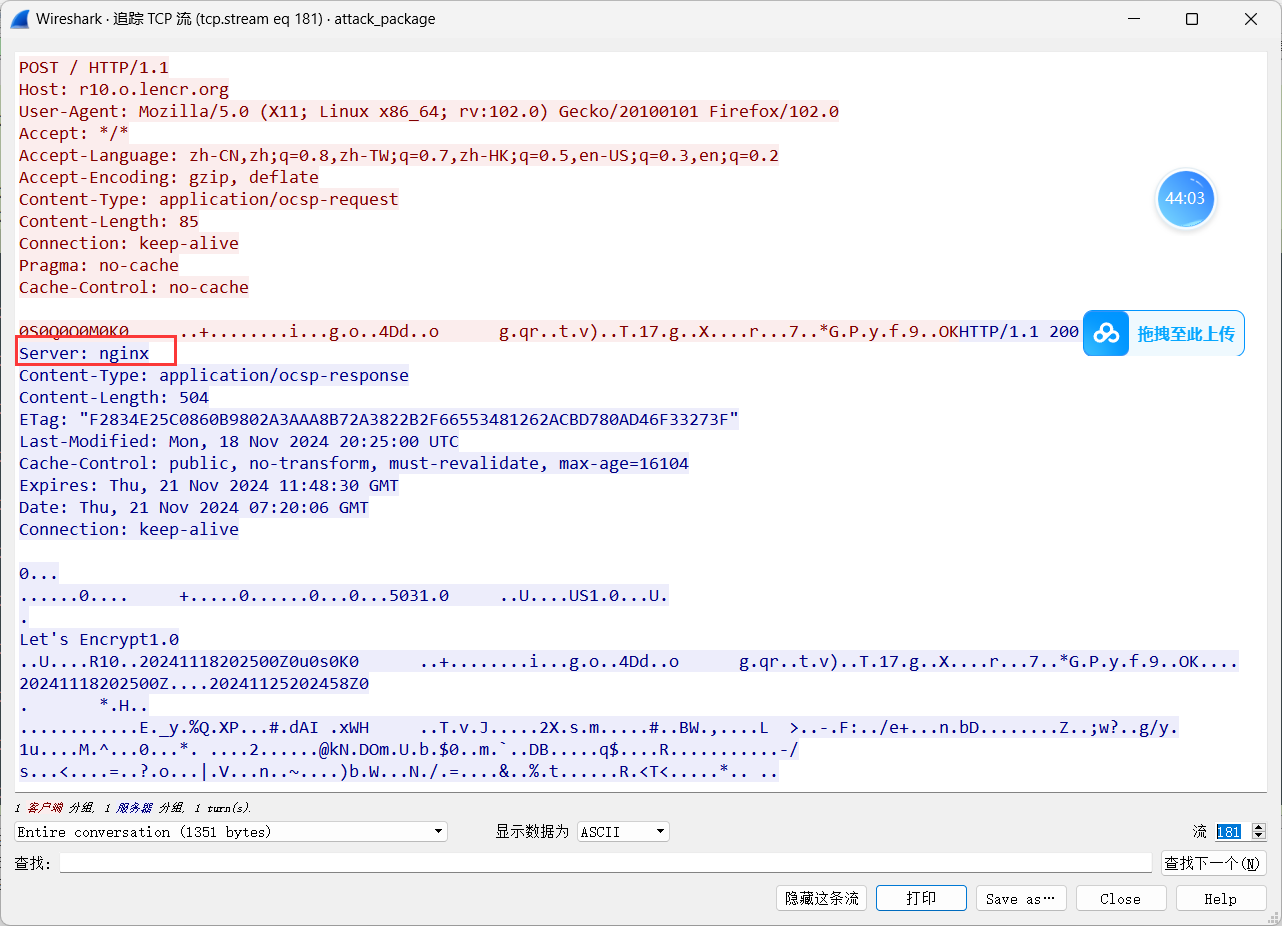 Wireshark · 追踪 TCP 流 (tcp.stream eq 181) · attack_package
POST / HTTP/1.1
Host: r10.o.lencr.org
User-Agent: Mozilla/5.0 (X11; Linux x86_64; rv:102.0) Gecko/20100101 Firefox/102.0
Accept: */*
Accept-Language: zh-CN,zh;q=0.8,zh-TW;q=0.7,zh-HK;q=0.5,en-US;q=0.3,en;q=0.2
Accept-Encoding: gzip, deflate
Content-Type: application/ocsp-request
44:03
Content-Length: 85
Connection: keep-alive
Pragma: no-cache
Cache-Control: no-cache
0S0Q0O0M0K0 ..+........i...g.o..4Dd..o g.qr..t.v)..T.17.g..X....r...7..*G.P.y.f.9..OKHTTP/1.1 200
拖拽至此上传
Server: nginx
Content-Type: application/ocsp-response
Content-Length: 504
ETag: "F2834E25C0860B9802A3AAA8B72A3822B2F66553481262ACBD780AD46F33273F"
Last-Modified: Mon, 18 Nov 2024 20:25:00 UTC
Cache-Control: public, no-transform, must-revalidate, max-age=16104
Expires: Thu, 21 Nov 2024 11:48:30 GMT
Date: Thu, 21 Nov 2024 07:20:06 GMT
Connection: keep-alive
0...
......0.... +.....0......0...0...5031.0 ..U....US1.0...U.
.
Let's Encrypt1.0
..U....R10..20241118202500Z0u0s0K0 ..+........i...g.o..4Dd..o g.qr..t.v)..T.17.g..X....r...7..*G.P.y.f.9..OK....
20241118202500Z....20241125202458Z0
. *.H..
............E._y.%Q.XP...#.dAI .xWH ..T.v.J.....2X.s.m.....#..BW.,....L >..-.F:../e+...n.bD........Z..;w?..g/y.
1u....M.^...0...*. ....2......@kN.DOm.U.b.$0..m.`..DB.....q$....R...........-/
s...<....=..?.o...|.V...n..~....)b.W...N./.=....&..%.t......R.<T<.....*.. ..
1 客户端 分组, 1 服务器 分组, 1 turn(s).
Entire conversation (1351 bytes) 显示数据为 ASCII 流 181
查找: 查找下一个(N)
隐藏这条流 打印 Save as… Close Help